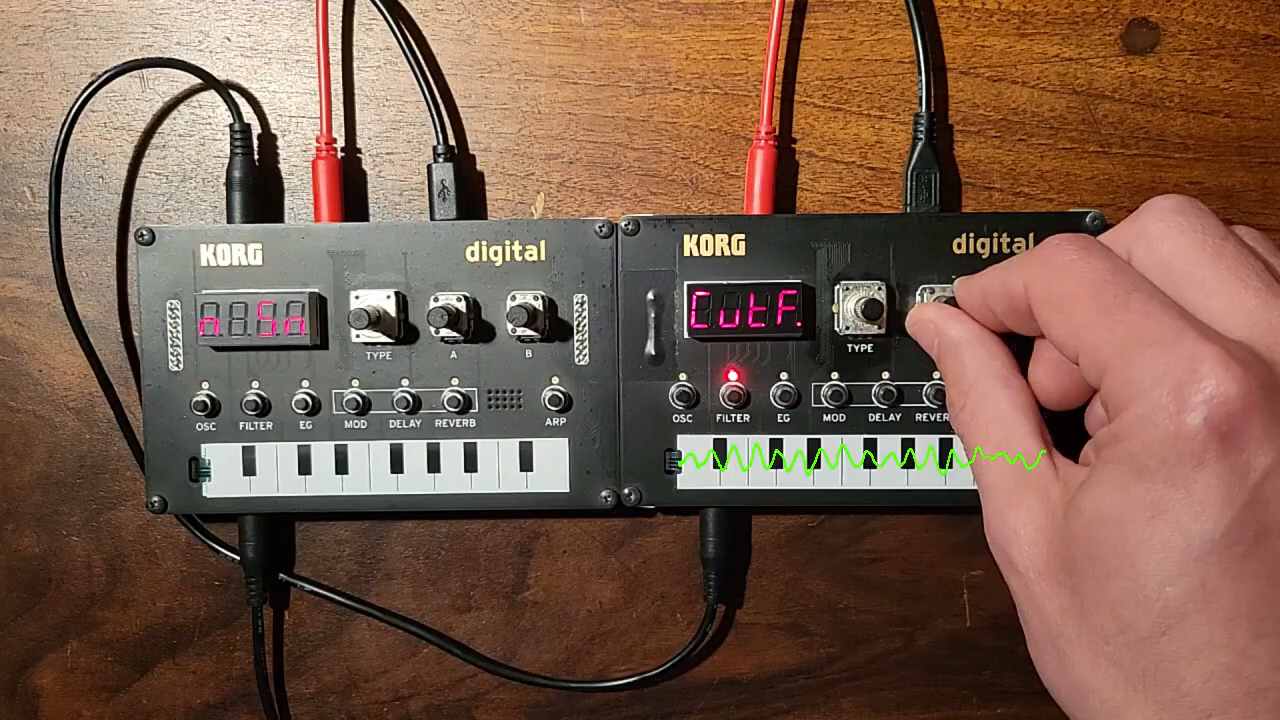 KORG digital
n Sn
TYPE A B
OSC FILTER EG MOD DELAY REVERB ARP
KORG digital
CutF.
TYPE
OSC FILTER EG MOD DELAY